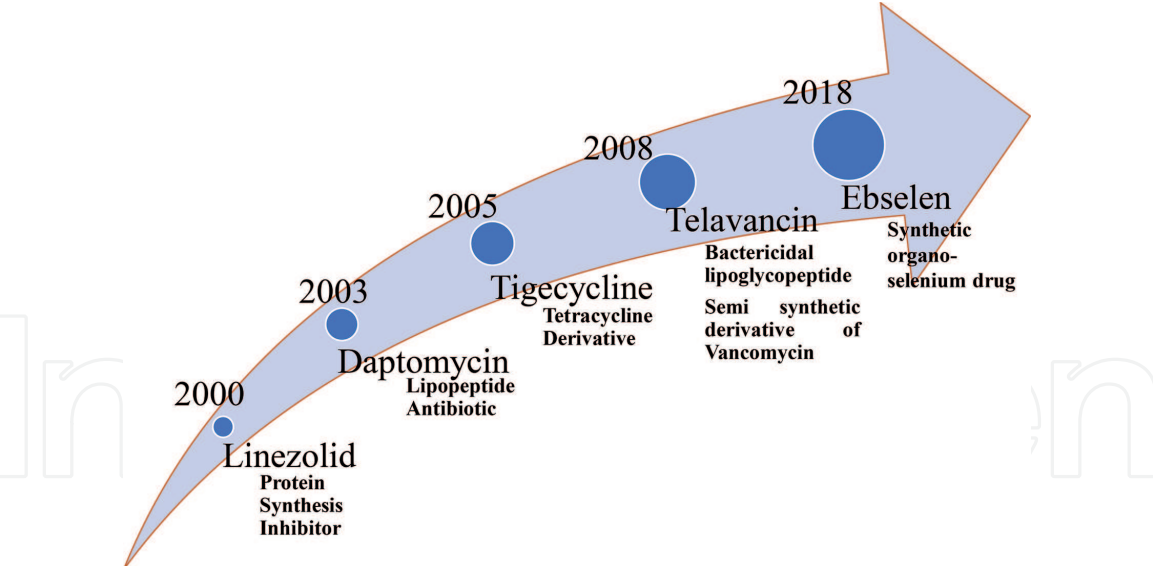 2000
Linezolid
Protein
Synthesis
Inhibitor
2003
Daptomycin
Lipopeptide
Antibiotic
2005
Tigecycline
Tetracycline
Derivative
2008
Telavancin
Bactericidal
lipoglycopeptide
Semi synthetic
derivative of
Vancomycin
2018
Ebselen
Synthetic
organo-
selenium drug